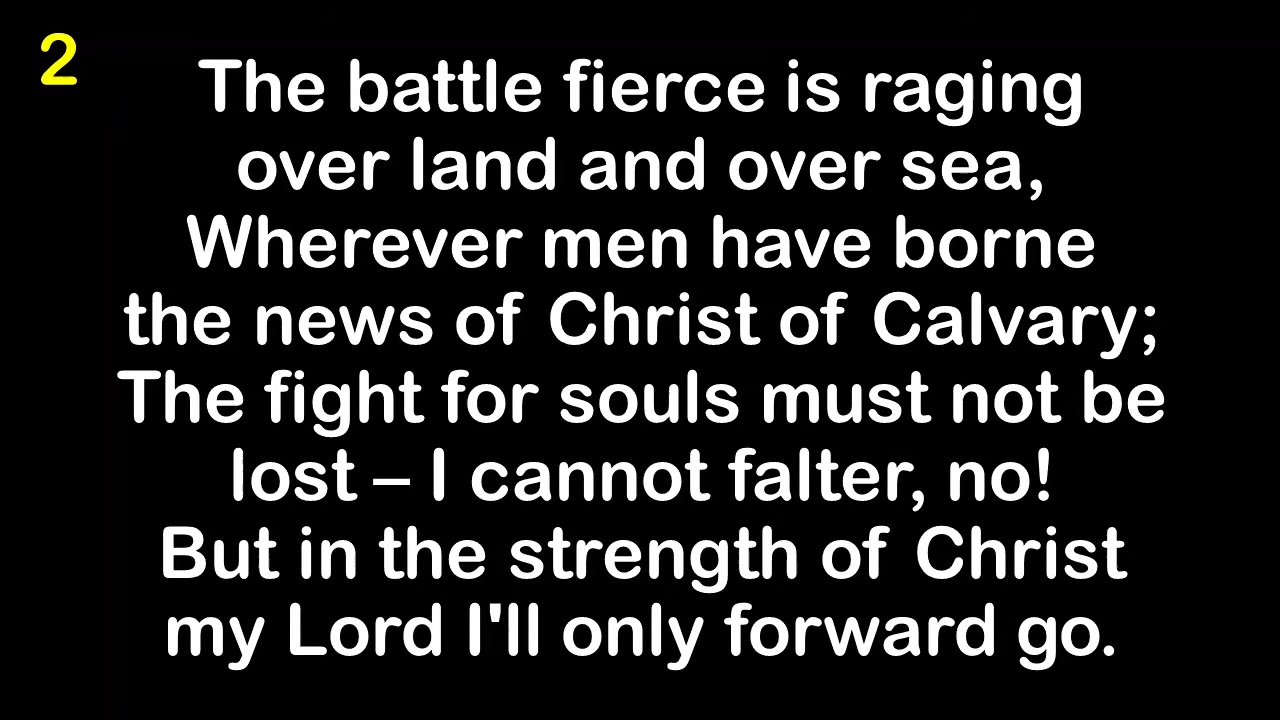 2
The battle fierce is raging
over land and over sea,
Wherever men have borne
the news of Christ of Calvary;
The fight for souls must not be
lost – I cannot falter, no!
But in the strength of Christ
my Lord I'll only forward go.